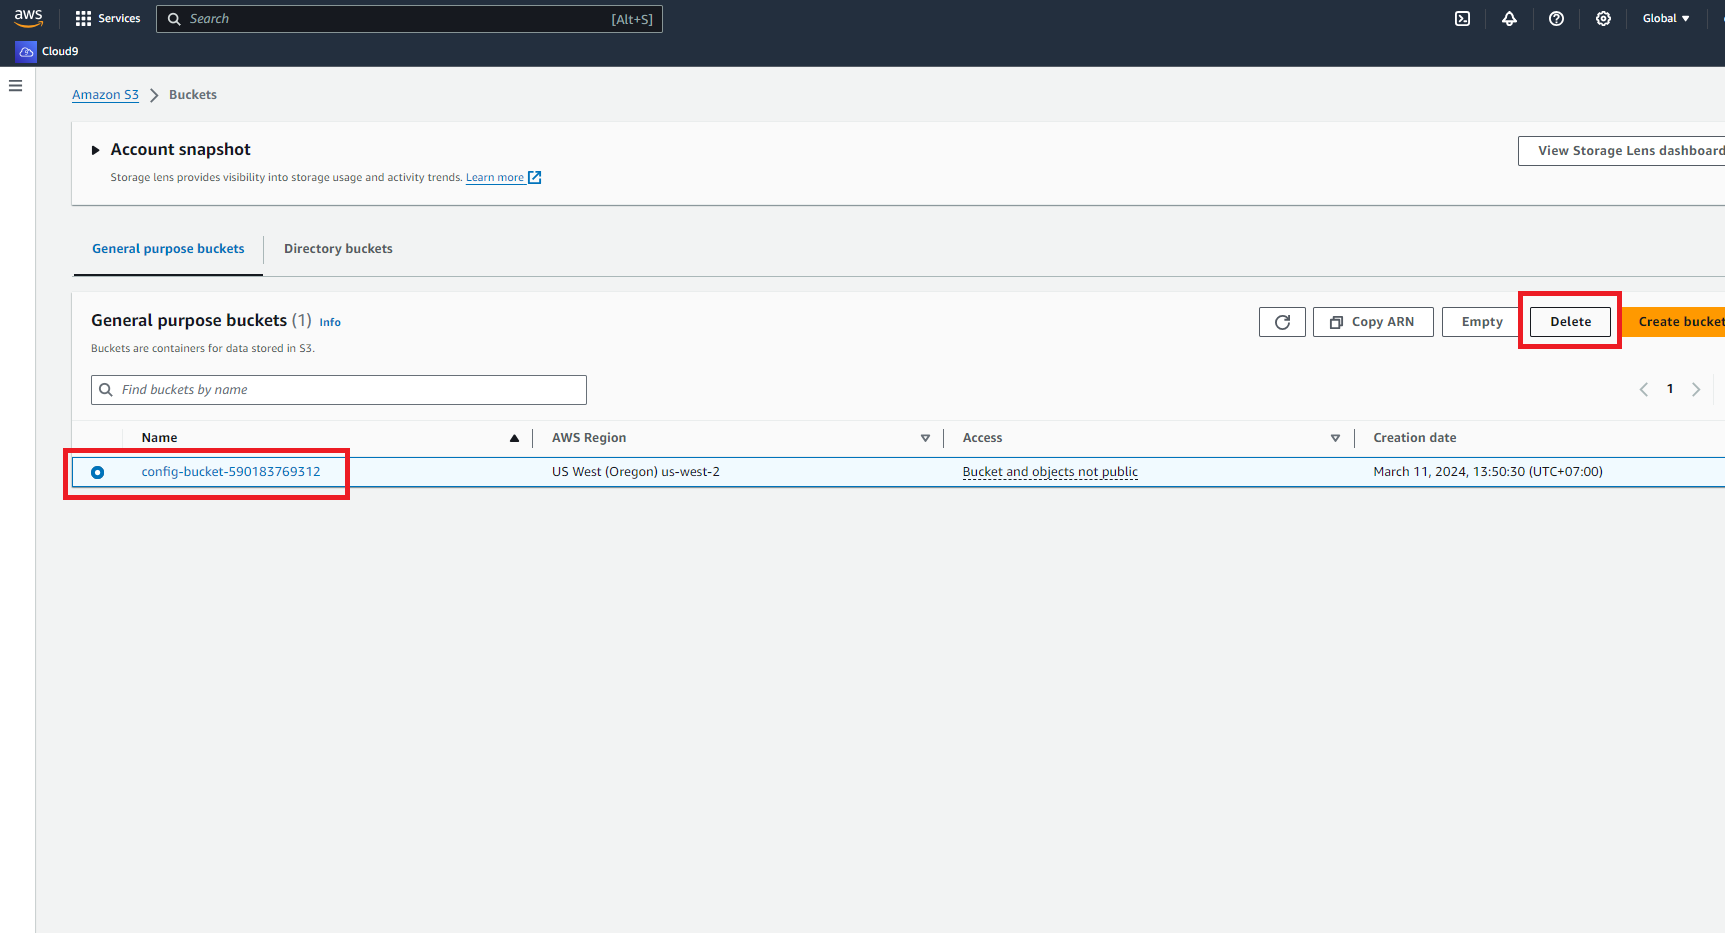 aws Services Search [Alt+S] Global
Cloud9
Amazon S3 Buckets
Account snapshot
View Storage Lens dashboard
Storage lens provides visibility into storage usage and activity trends. Learn more
General purpose buckets Directory buckets
General purpose buckets (1) Info
Copy ARN Empty Delete Create bucket
Buckets are containers for data stored in S3.
Find buckets by name
1
Name AWS Region Access Creation date
config-bucket-590183769312 US West (Oregon) us-west-2 Bucket and objects not public March 11, 2024, 13:50:30 (UTC+07:00)